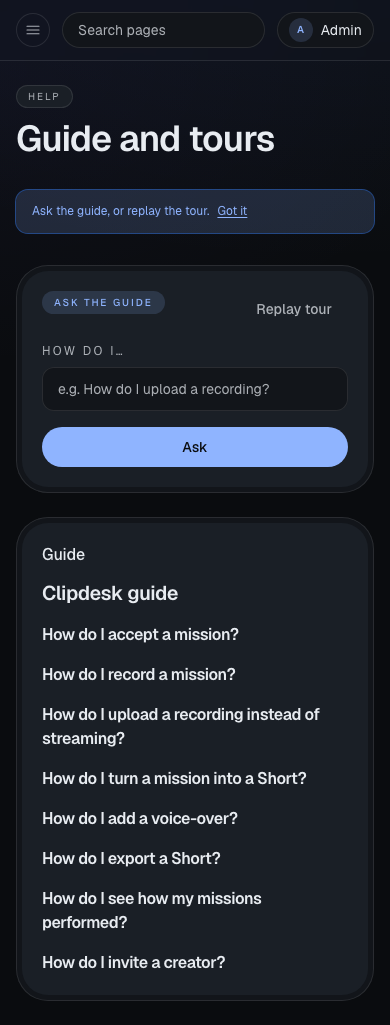 Search pages
A
Admin
HELP
Guide and tours
Ask the guide, or replay the tour. Got it
ASK THE GUIDE
Replay tour
HOW DO I…
e.g. How do I upload a recording?
Ask
Guide
Clipdesk guide
How do I accept a mission?
How do I record a mission?
How do I upload a recording instead of
streaming?
How do I turn a mission into a Short?
How do I add a voice-over?
How do I export a Short?
How do I see how my missions
performed?
How do I invite a creator?